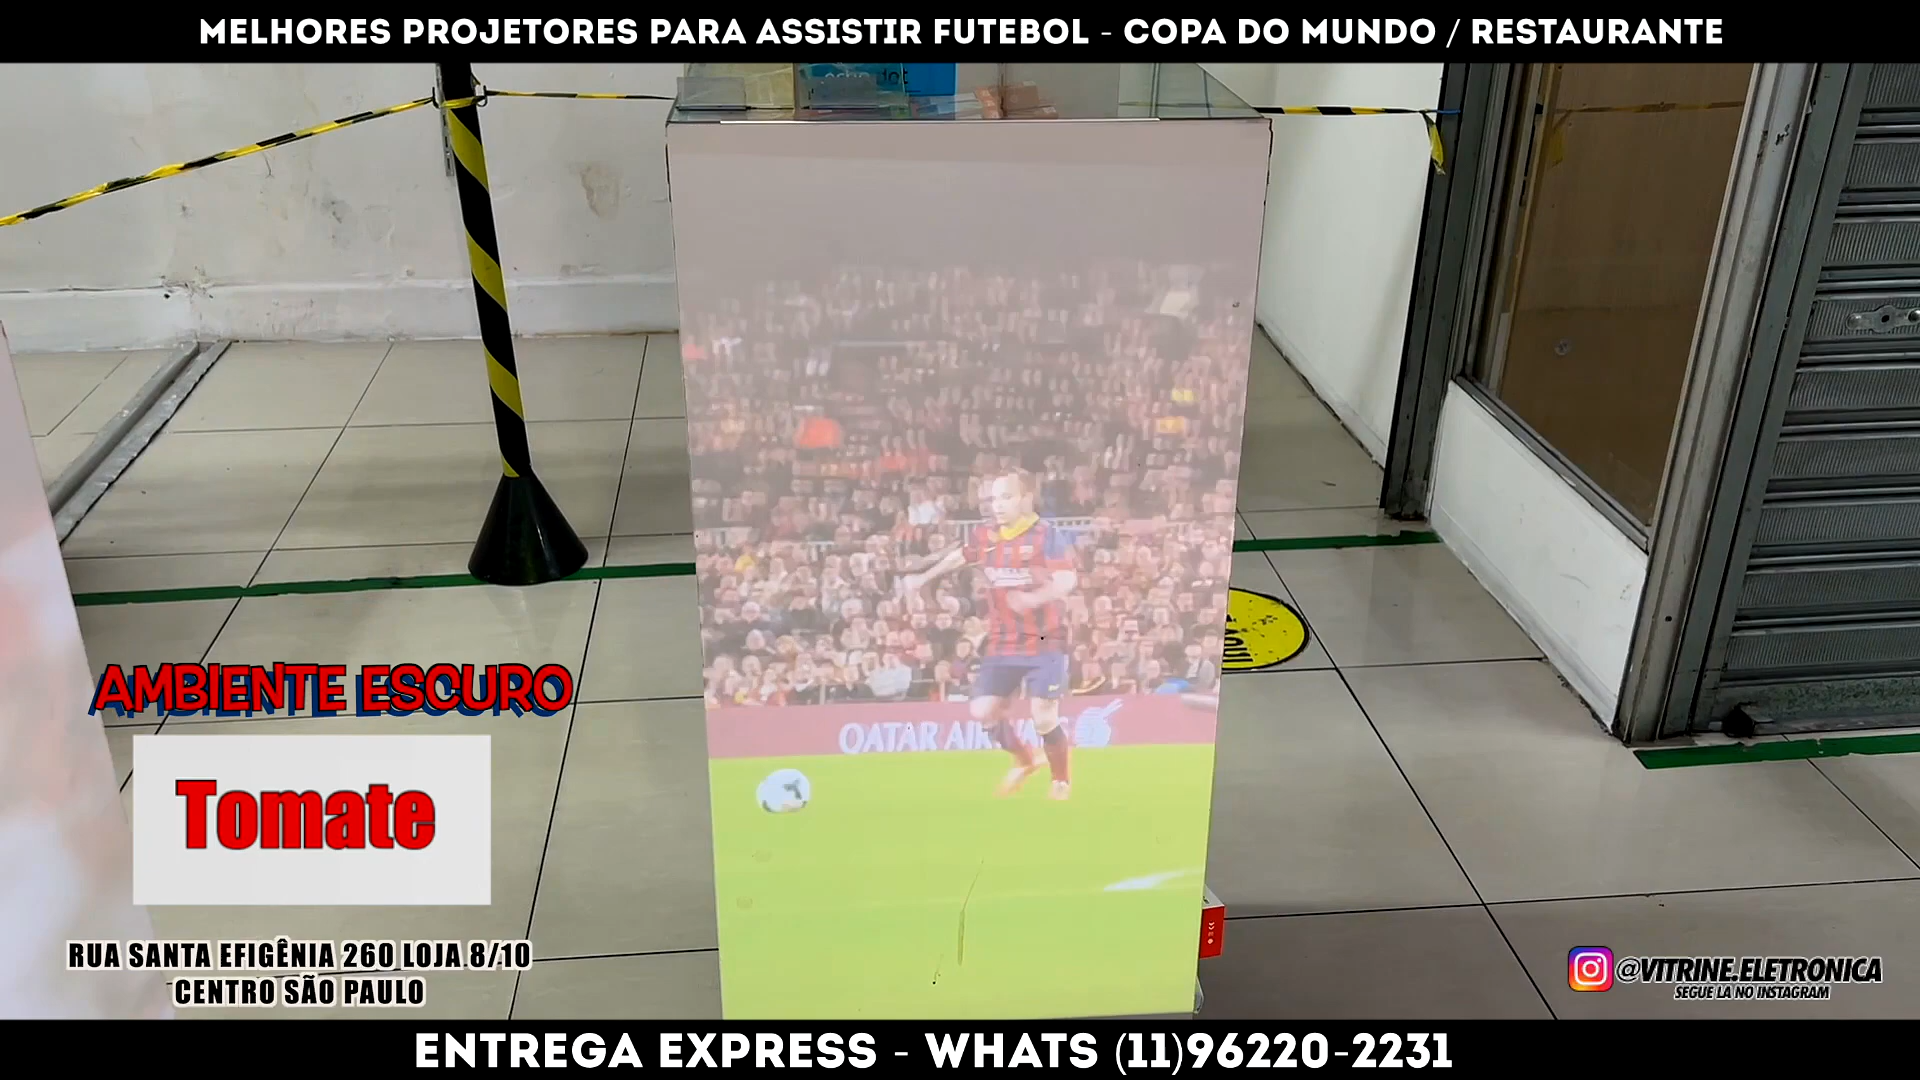 MELHORES PROJETORES PARA ASSISTIR FUTEBOL - COPA DO MUNDO / RESTAURANTE
QATAR AIRWAYS
AMBIENTE ESCURO
Tomate
RUA SANTA EFIGÊNIA 260 LOJA 8/10
CENTRO SÃO PAULO
@VITRINE.ELETRONICA
SEGUE LA NO INSTAGRAM
ENTREGA EXPRESS - WHATS (11)96220-2231